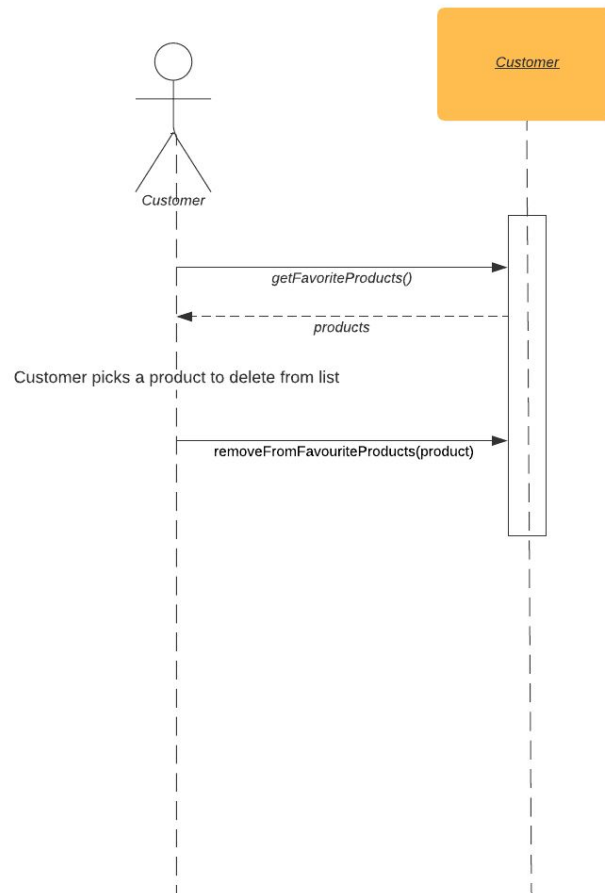 Customer
Customer
getFavoriteProducts()
products
Customer picks a product to delete from list
removeFromFavouriteProducts(product)